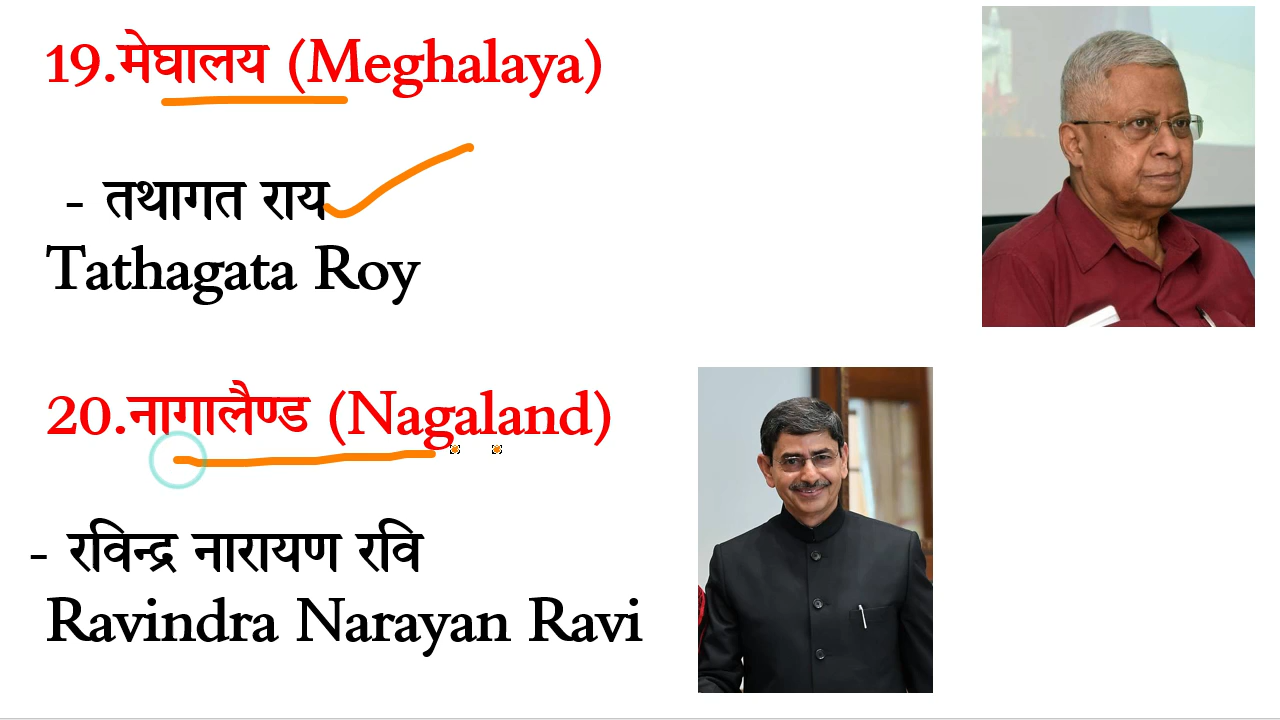 19.मेघालय (Meghalaya)
- तथागत राय
Tathagata Roy
20.नागालैण्ड (Nagaland)
- रविन्द्र नारायण रवि
Ravindra Narayan Ravi